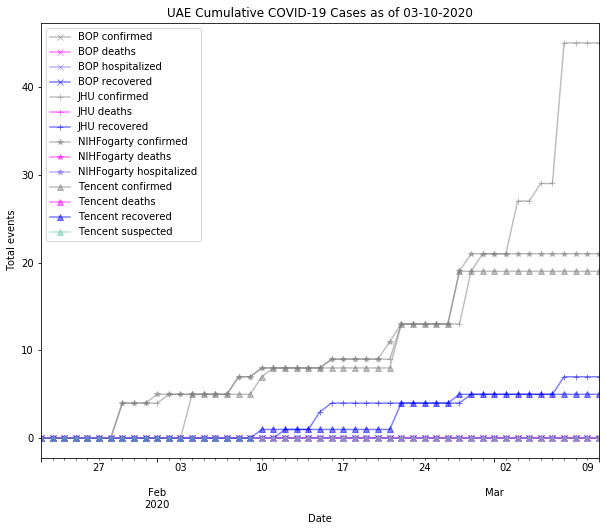 UAE Cumulative COVID-19 Cases as of 03-10-2020
BOP confirmed
BOP deaths
BOP hospitalized
BOP recovered
JHU confirmed
JHU deaths
JHU recovered
NIHFogarty confirmed
NIHFogarty deaths
NIHFogarty hospitalized
Tencent confirmed
Tencent deaths
Tencent recovered
Tencent suspected
Total events
40
30
20
10
0
27 03 10 17 24 02 09
Feb Mar
2020
Date